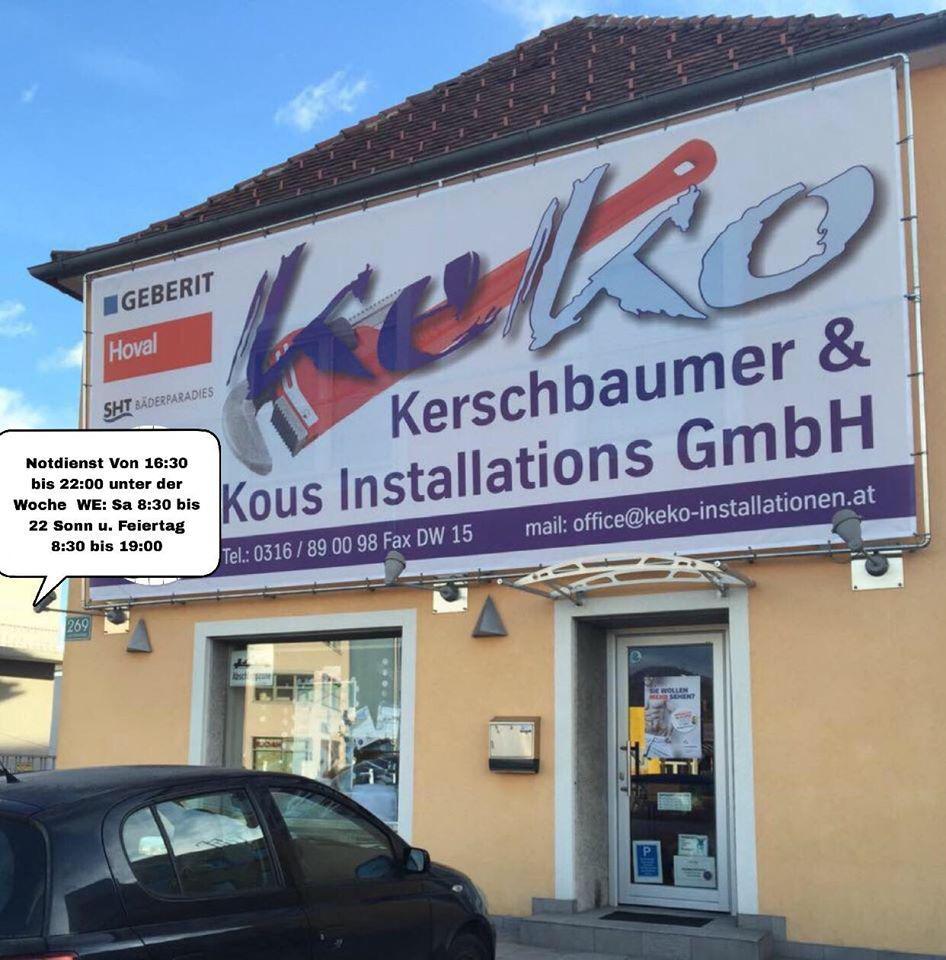 GEBERIT
Hoval
SHT BÄDERPARADIES
KeKo
Kerschbaumer &
Kous Installations GmbH
Tel.: 0316 / 89 00 98 Fax DW 15
mail: office@keko-installationen.at
Notdienst Von 16:30
bis 22:00 unter der
Woche WE: Sa 8:30 bis
22 Sonn u. Feiertag
8:30 bis 19:00
269
SIE WOLLEN
MEHR SEHEN?
P